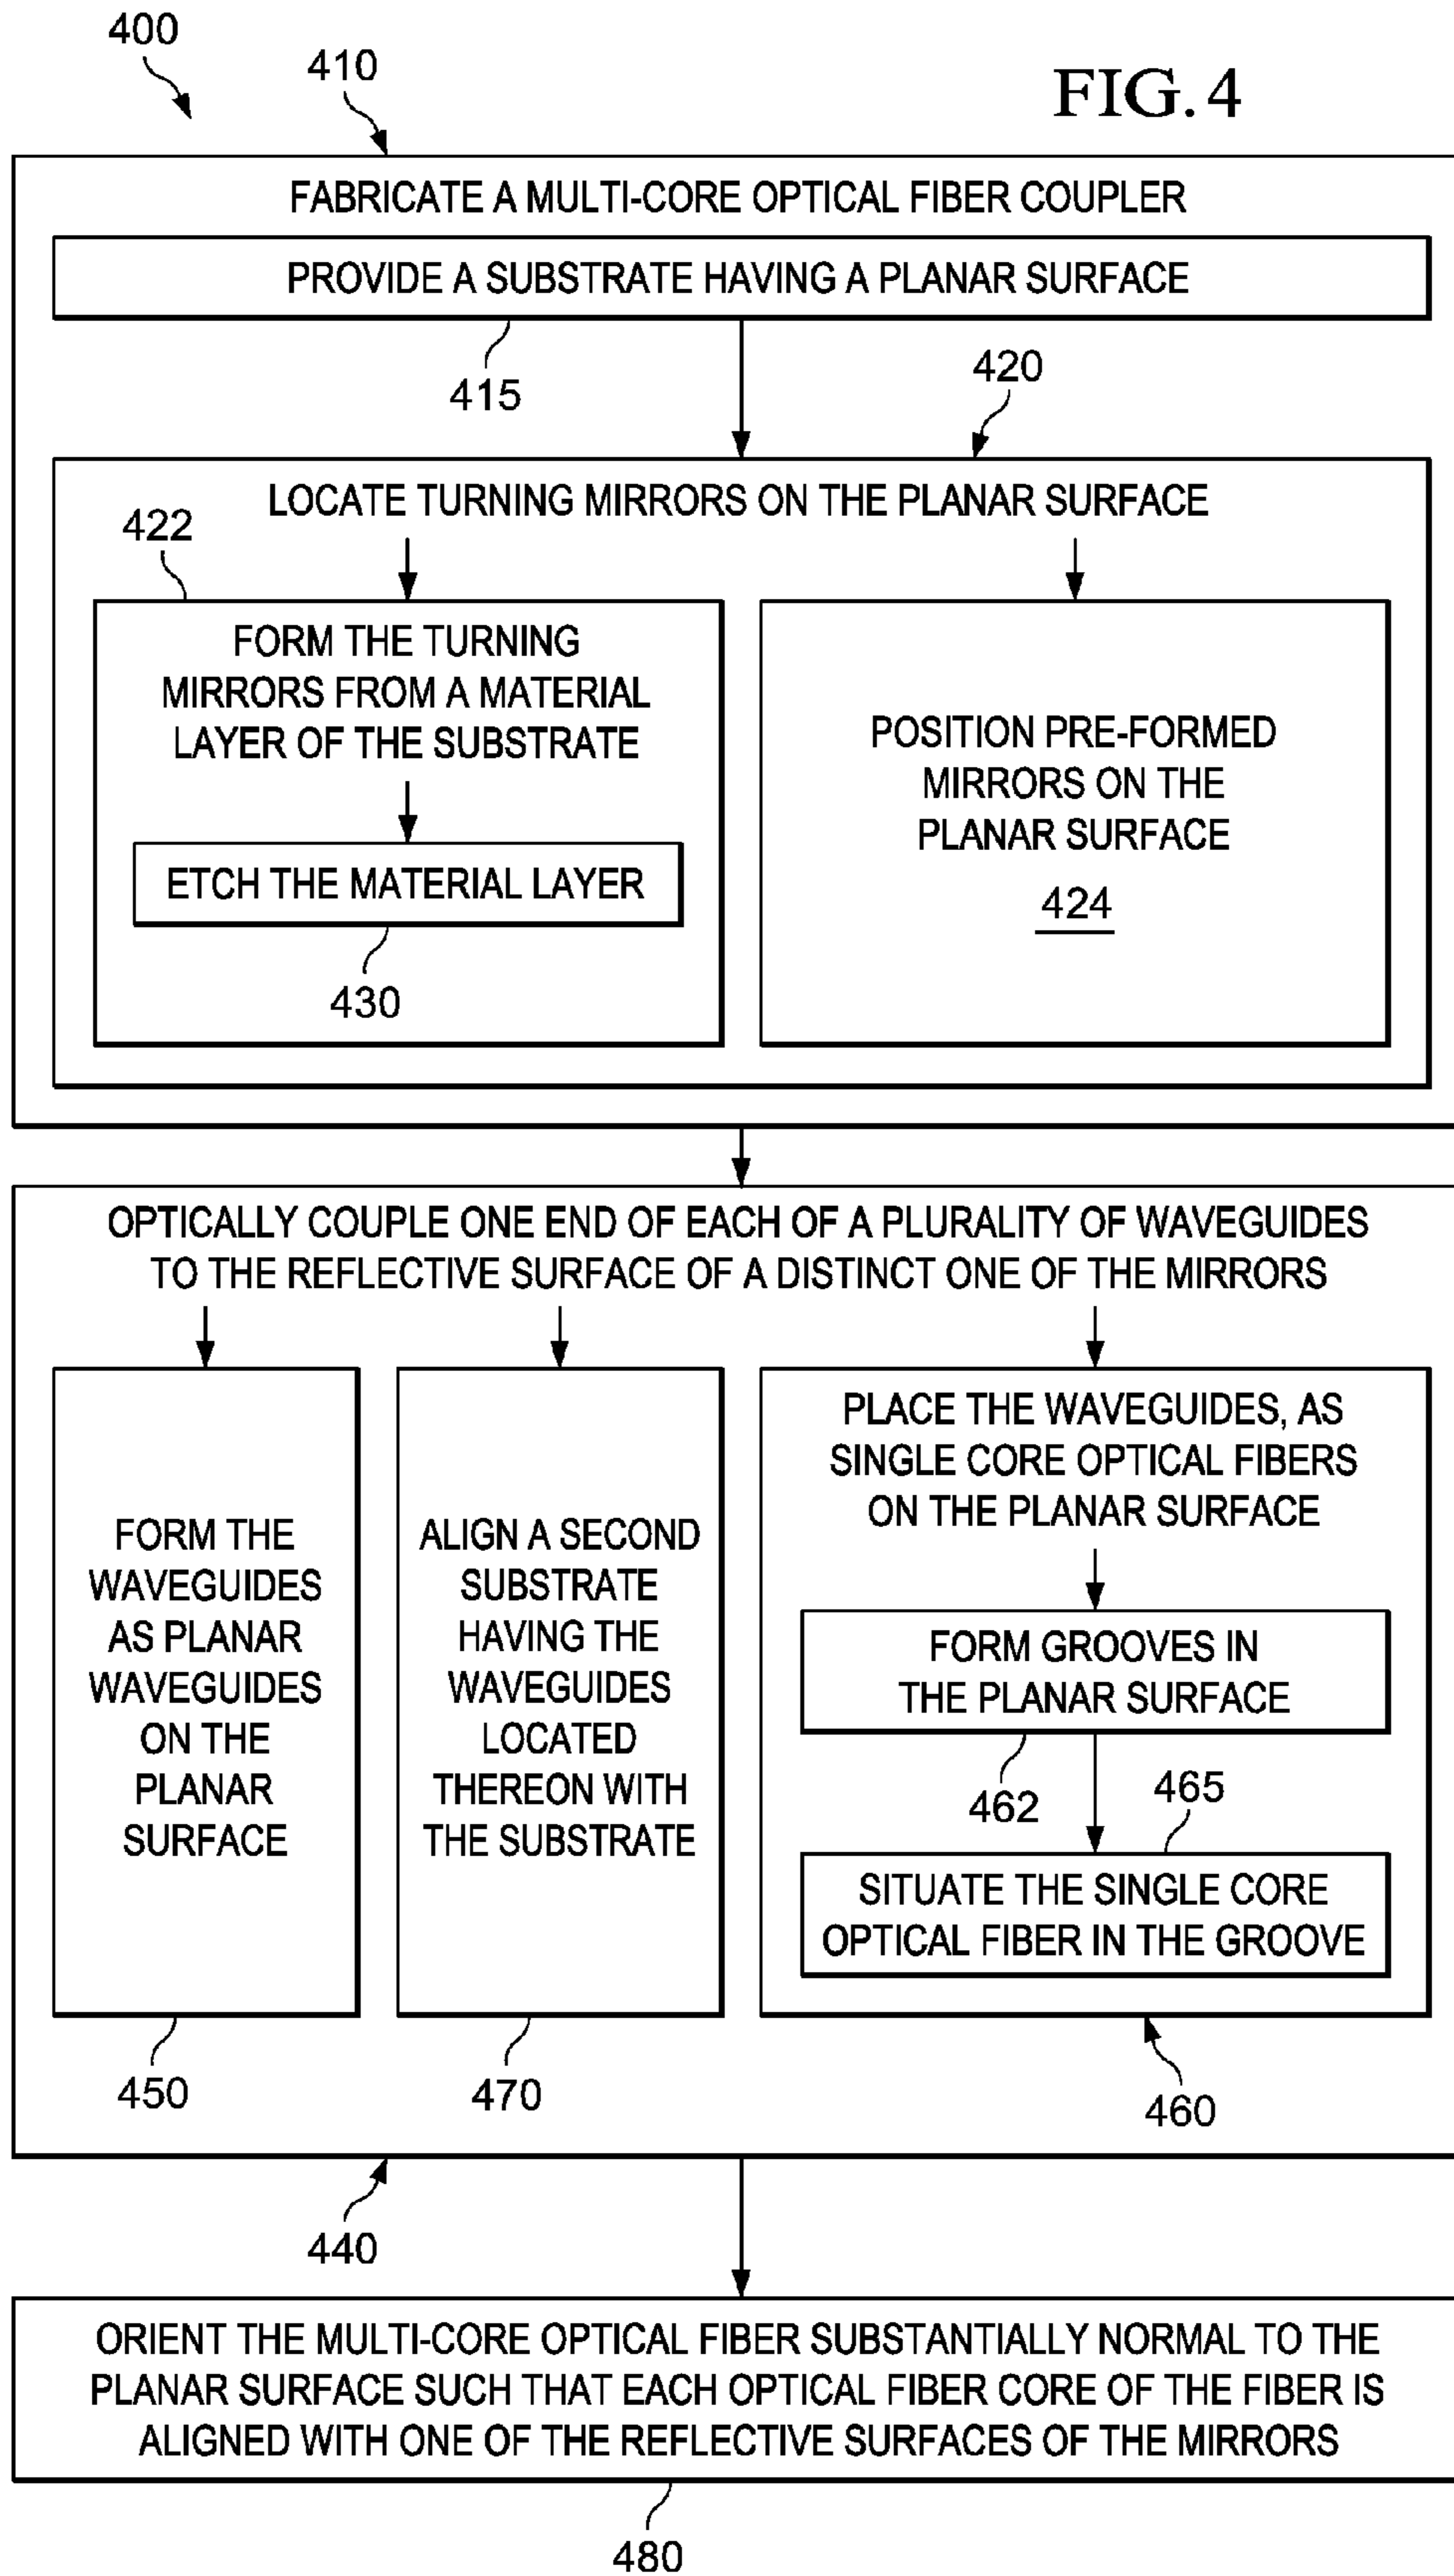 400
410
FIG. 4
FABRICATE A MULTI-CORE OPTICAL FIBER COUPLER
PROVIDE A SUBSTRATE HAVING A PLANAR SURFACE
415
420
LOCATE TURNING MIRRORS ON THE PLANAR SURFACE
422
FORM THE TURNING
MIRRORS FROM A MATERIAL
LAYER OF THE SUBSTRATE
ETCH THE MATERIAL LAYER
430
POSITION PRE-FORMED
MIRRORS ON THE
PLANAR SURFACE
424
OPTICALLY COUPLE ONE END OF EACH OF A PLURALITY OF WAVEGUIDES
TO THE REFLECTIVE SURFACE OF A DISTINCT ONE OF THE MIRRORS
FORM THE
WAVEGUIDES
AS PLANAR
WAVEGUIDES
ON THE
PLANAR
SURFACE
450
ALIGN A SECOND
SUBSTRATE
HAVING THE
WAVEGUIDES
LOCATED
THEREON WITH
THE SUBSTRATE
470
PLACE THE WAVEGUIDES, AS
SINGLE CORE OPTICAL FIBERS
ON THE PLANAR SURFACE
FORM GROOVES IN
THE PLANAR SURFACE
462
465
SITUATE THE SINGLE CORE
OPTICAL FIBER IN THE GROOVE
460
440
ORIENT THE MULTI-CORE OPTICAL FIBER SUBSTANTIALLY NORMAL TO THE
PLANAR SURFACE SUCH THAT EACH OPTICAL FIBER CORE OF THE FIBER IS
ALIGNED WITH ONE OF THE REFLECTIVE SURFACES OF THE MIRRORS
480